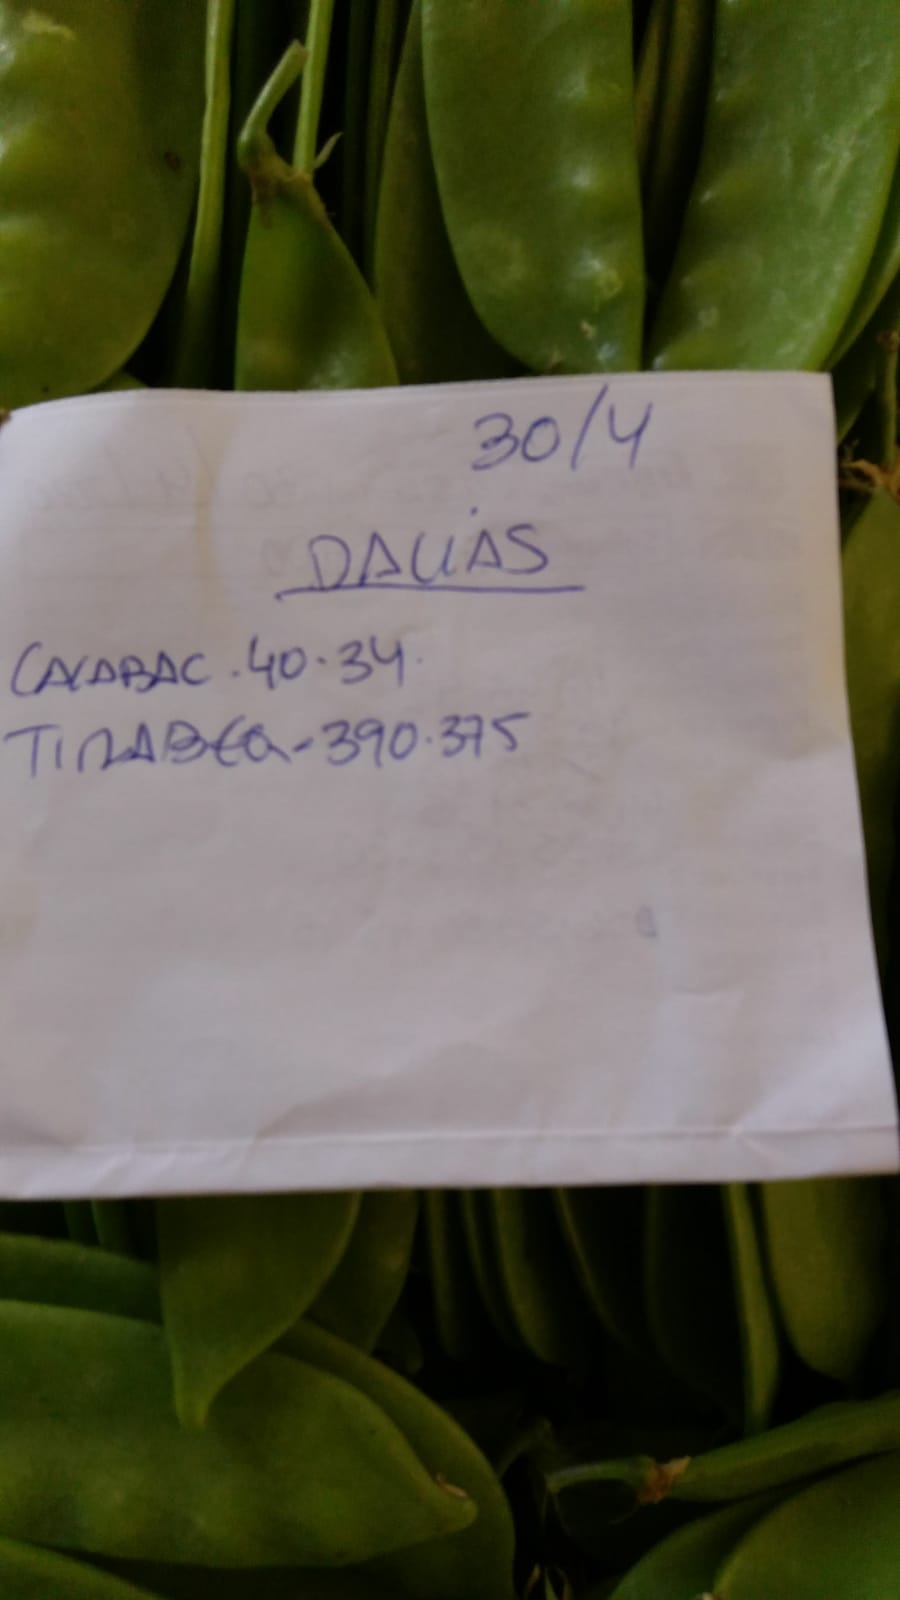 30/4
DALIAS
CALABAC . 40.34.
TIRABEQ - 390.375